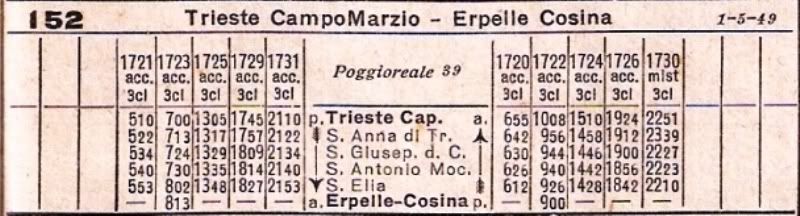 152 Trieste CampoMarzio – Erpelle Cosina 1-5-49
1721 1723 1725 1729 1731 Poggioreale 39 1720 1722 1724 1726 1730
acc. acc. acc. acc. acc. acc. acc. acc. acc. mist
3cl 3cl 3cl 3cl 3cl 3cl 3cl 3cl 3cl 3cl
510 700 1305 1745 2110 p. Trieste Cap. a. 655 1008 1510 1924 2251
522 713 1317 1757 2122 S. Anna di Tr. 642 956 1458 1912 2339
534 724 1329 1809 2134 S. Giusep. d. C. 630 944 1446 1900 2227
540 730 1335 1814 2140 S. Antonio Moc. 626 940 1442 1856 2223
553 802 1348 1827 2153 S. Elia 612 926 1428 1842 2210
— 813 — — — a. Erpelle-Cosina p. — 900 — — —